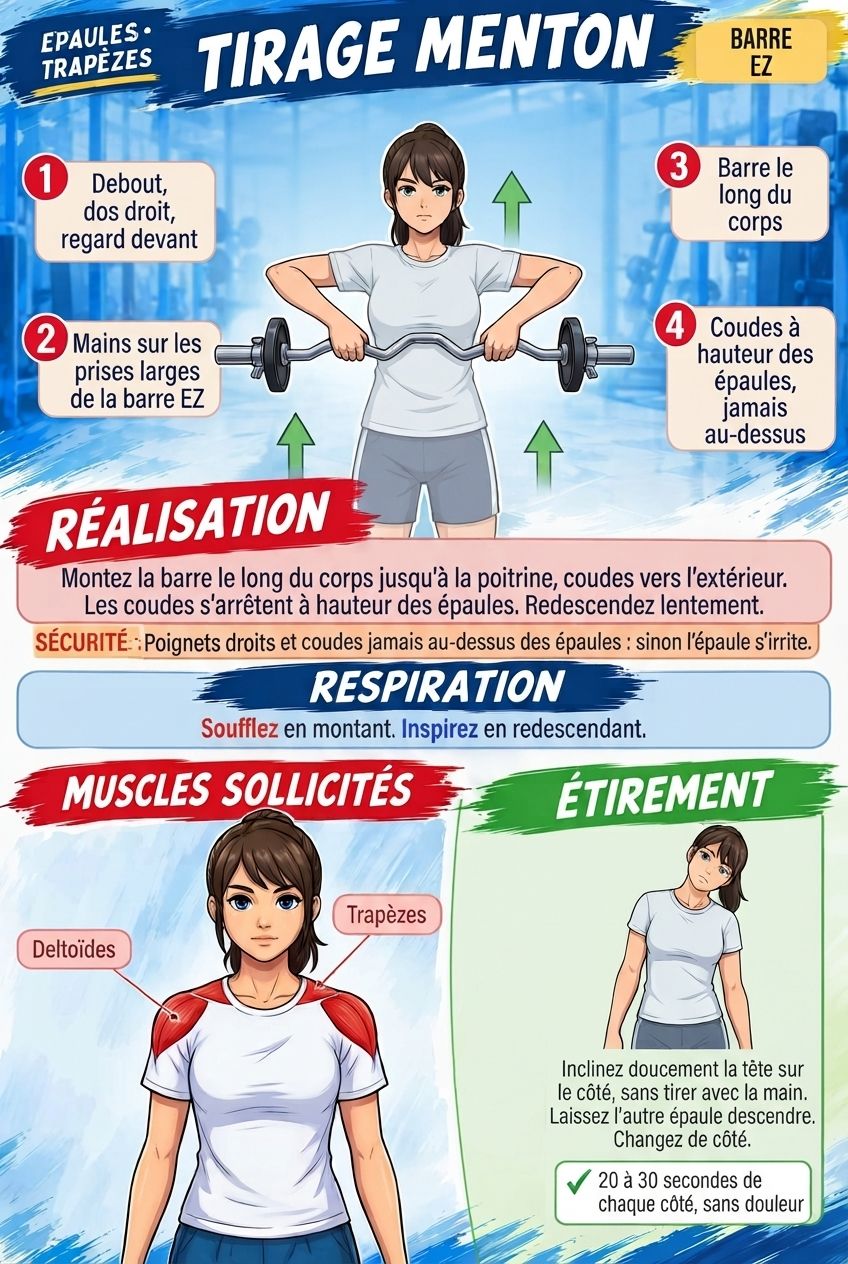 EPAULES •
TRAPÈZES
TIRAGE MENTON
BARRE
EZ
1
Debout,
dos droit,
regard devant
2
Mains sur les
prises larges
de la barre EZ
3
Barre le
long du
corps
4
Coudes à
hauteur des
épaules,
jamais
au-dessus
RÉALISATION
Montez la barre le long du corps jusqu'à la poitrine, coudes vers l'extérieur.
Les coudes s'arrêtent à hauteur des épaules. Redescendez lentement.
SÉCURITÉ : Poignets droits et coudes jamais au-dessus des épaules : sinon l'épaule s'irrite.
RESPIRATION
Soufflez en montant. Inspirez en redescendant.
MUSCLES SOLLICITÉS
Deltoïdes
Trapèzes
ÉTIREMENT
Inclinez doucement la tête sur
le côté, sans tirer avec la main.
Laissez l'autre épaule descendre.
Changez de côté.
20 à 30 secondes de
chaque côté, sans douleur